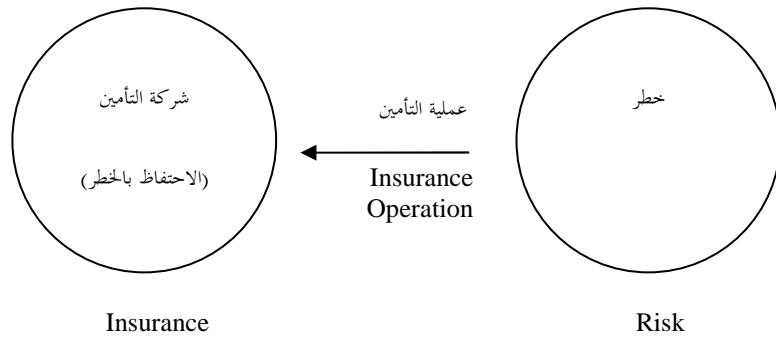 خطر
شركة التأمين
عملية التأمين
(الاحتفاظ بالخطر)
Insurance
Operation
Insurance
Risk